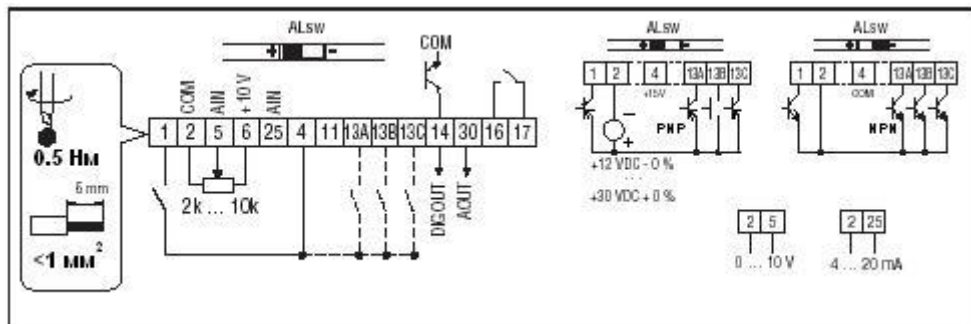 ALsw
+ -
COM
AIN
+10V
AIN
COM
1 2 5 6 25 4 11 13A 13B 13C 14 30 16 17
2k ... 10k
DIGOUT
AOUT
0.5 Нм
6 mm
<1 мм²
ALsw
+ -
1 2 4 13A 13B 13C
+15V
PNP
-
+
+12 VDC - 0 %
...
+30 VDC + 0 %
ALsw
+ -
1 2 4 13A 13B 13C
COM
NPN
2 5
0 ... 10 V
2 25
4 ... 20 mA